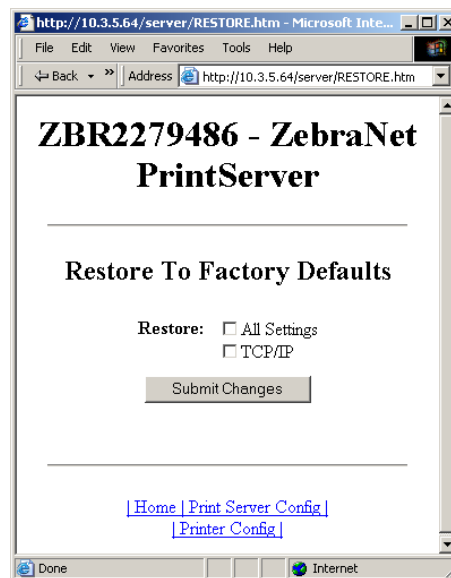 http://10.3.5.64/server/RESTORE.htm - Microsoft Inte...
File Edit View Favorites Tools Help
Back » Address http://10.3.5.64/server/RESTORE.htm
ZBR2279486 - ZebraNet
PrintServer
Restore To Factory Defaults
Restore: All Settings
TCP/IP
Submit Changes
| Home | Print Server Config |
| Printer Config |
Done Internet